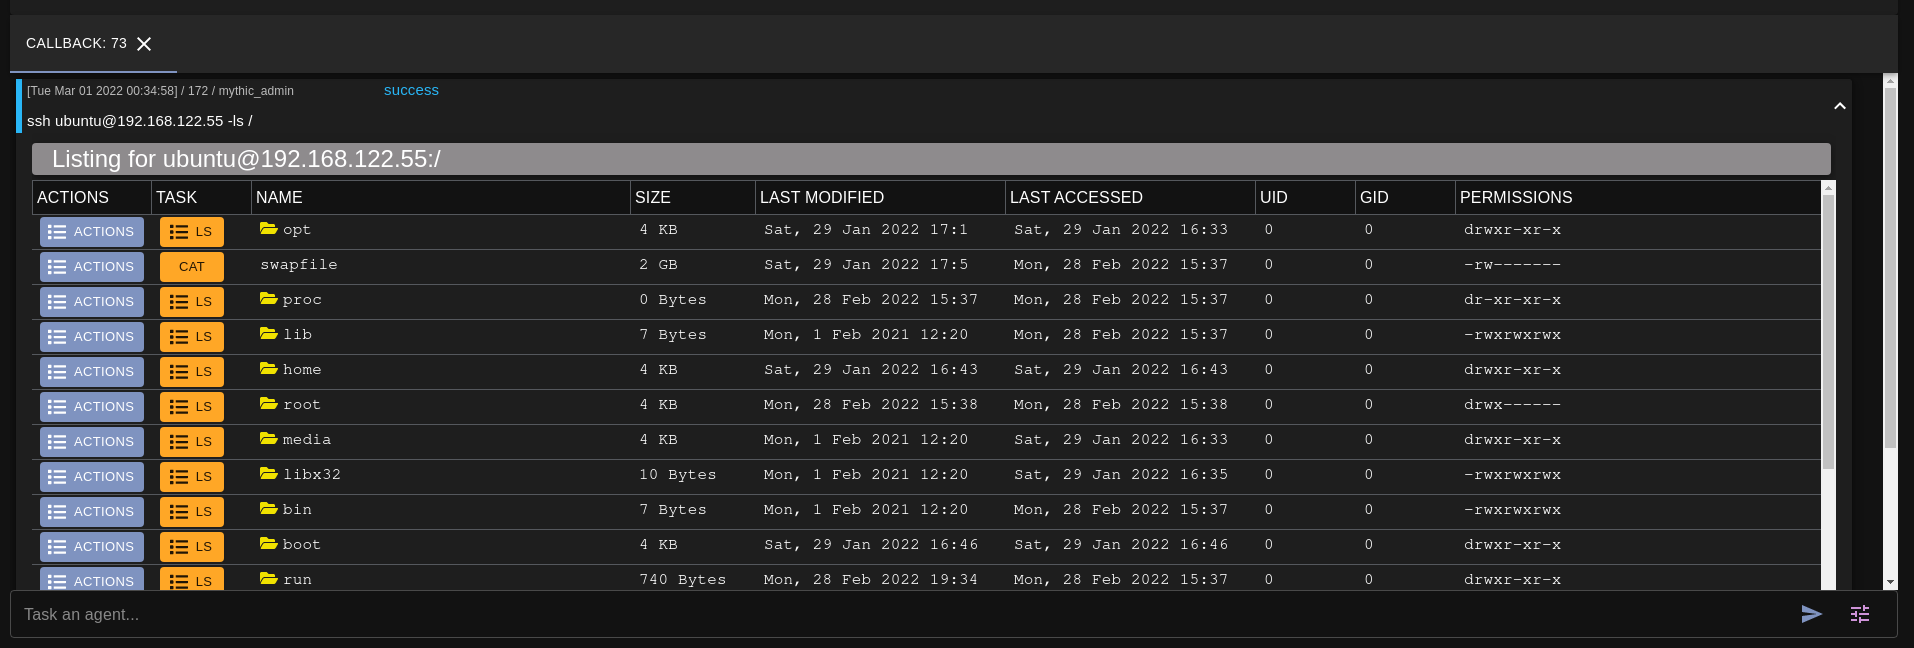 CALLBACK: 73
[Tue Mar 01 2022 00:34:58] / 172 / mythic_admin success
ssh ubuntu@192.168.122.55 -ls /
Listing for ubuntu@192.168.122.55:/
ACTIONS TASK NAME SIZE LAST MODIFIED LAST ACCESSED UID GID PERMISSIONS
ACTIONS LS opt 4 KB Sat, 29 Jan 2022 17:1 Sat, 29 Jan 2022 16:33 0 0 drwxr-xr-x
ACTIONS CAT swapfile 2 GB Sat, 29 Jan 2022 17:5 Mon, 28 Feb 2022 15:37 0 0 -rw-------
ACTIONS LS proc 0 Bytes Mon, 28 Feb 2022 15:37 Mon, 28 Feb 2022 15:37 0 0 dr-xr-xr-x
ACTIONS LS lib 7 Bytes Mon, 1 Feb 2021 12:20 Mon, 28 Feb 2022 15:37 0 0 -rwxrwxrwx
ACTIONS LS home 4 KB Sat, 29 Jan 2022 16:43 Sat, 29 Jan 2022 16:43 0 0 drwxr-xr-x
ACTIONS LS root 4 KB Mon, 28 Feb 2022 15:38 Mon, 28 Feb 2022 15:38 0 0 drwx------
ACTIONS LS media 4 KB Mon, 1 Feb 2021 12:20 Sat, 29 Jan 2022 16:33 0 0 drwxr-xr-x
ACTIONS LS libx32 10 Bytes Mon, 1 Feb 2021 12:20 Sat, 29 Jan 2022 16:35 0 0 -rwxrwxrwx
ACTIONS LS bin 7 Bytes Mon, 1 Feb 2021 12:20 Mon, 28 Feb 2022 15:37 0 0 -rwxrwxrwx
ACTIONS LS boot 4 KB Sat, 29 Jan 2022 16:46 Sat, 29 Jan 2022 16:46 0 0 drwxr-xr-x
ACTIONS LS run 740 Bytes Mon, 28 Feb 2022 19:34 Mon, 28 Feb 2022 15:37 0 0 drwxr-xr-x
Task an agent...